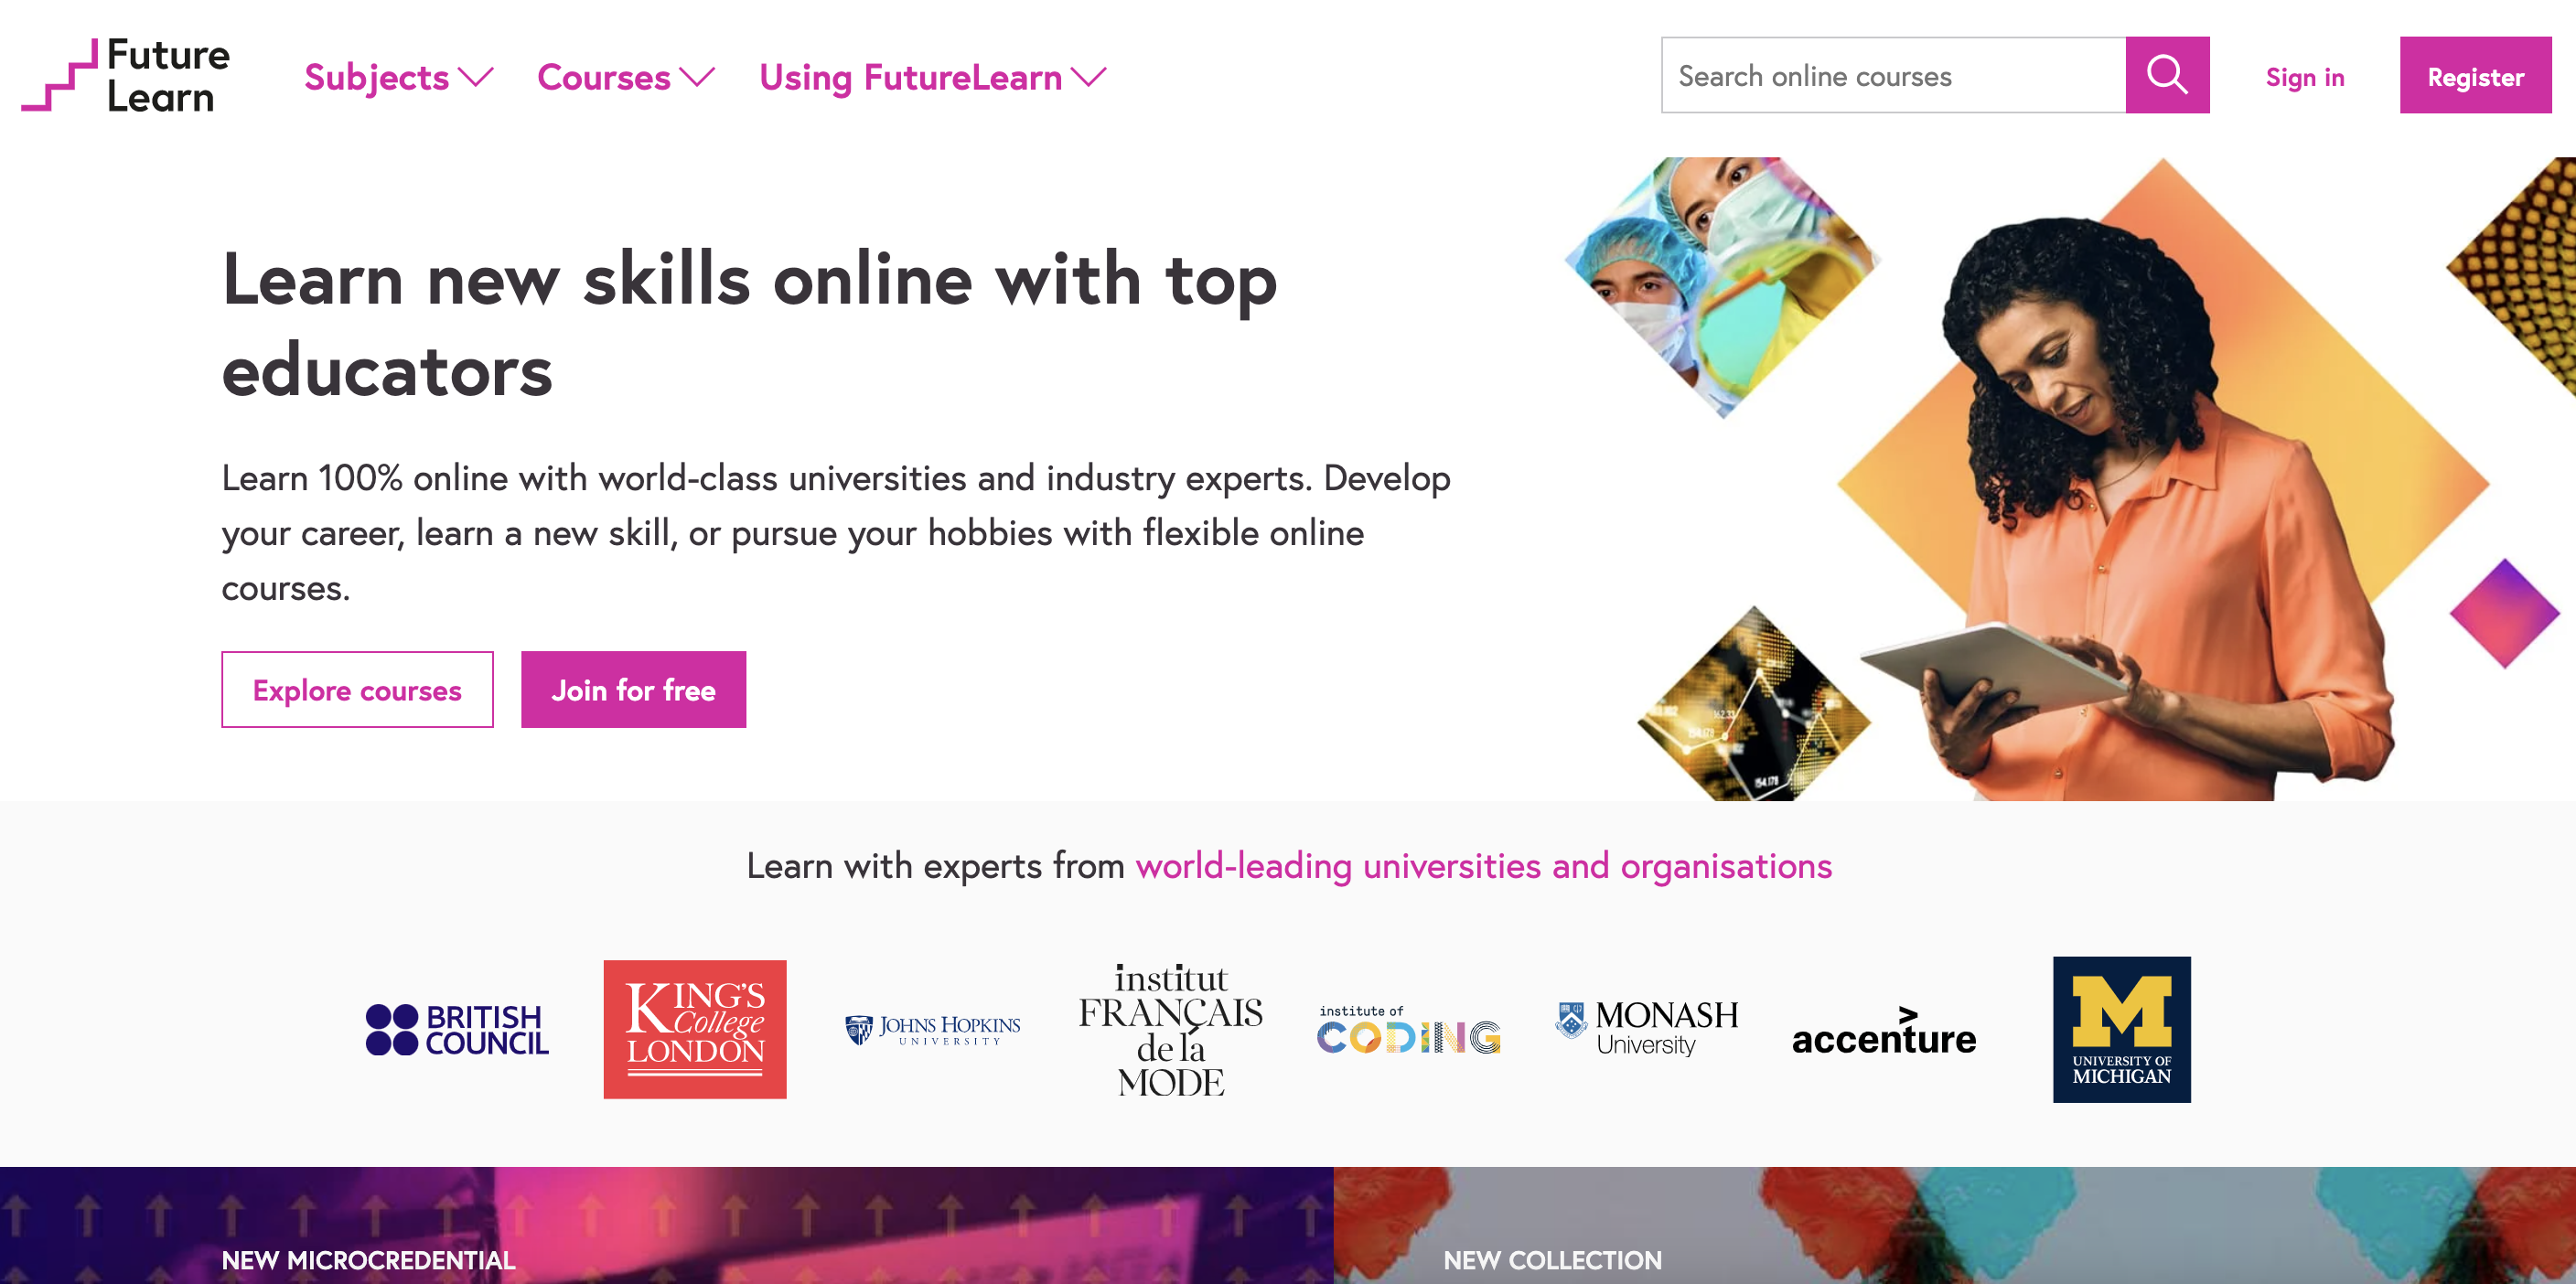 Future
Learn
Subjects
Courses
Using FutureLearn
Search online courses
Sign in
Register
Learn new skills online with top
educators
Learn 100% online with world-class universities and industry experts. Develop
your career, learn a new skill, or pursue your hobbies with flexible online
courses.
Explore courses
Join for free
154.178
Learn with experts from world-leading universities and organisations
BRITISH
COUNCIL
KING'S
College
LONDON
JOHNS HOPKINS
UNIVERSITY
institut
FRANÇAIS
de la
MODE
institute of
CODING
MONASH
University
accenture
M
UNIVERSITY OF
MICHIGAN
NEW MICROCREDENTIAL
NEW COLLECTION